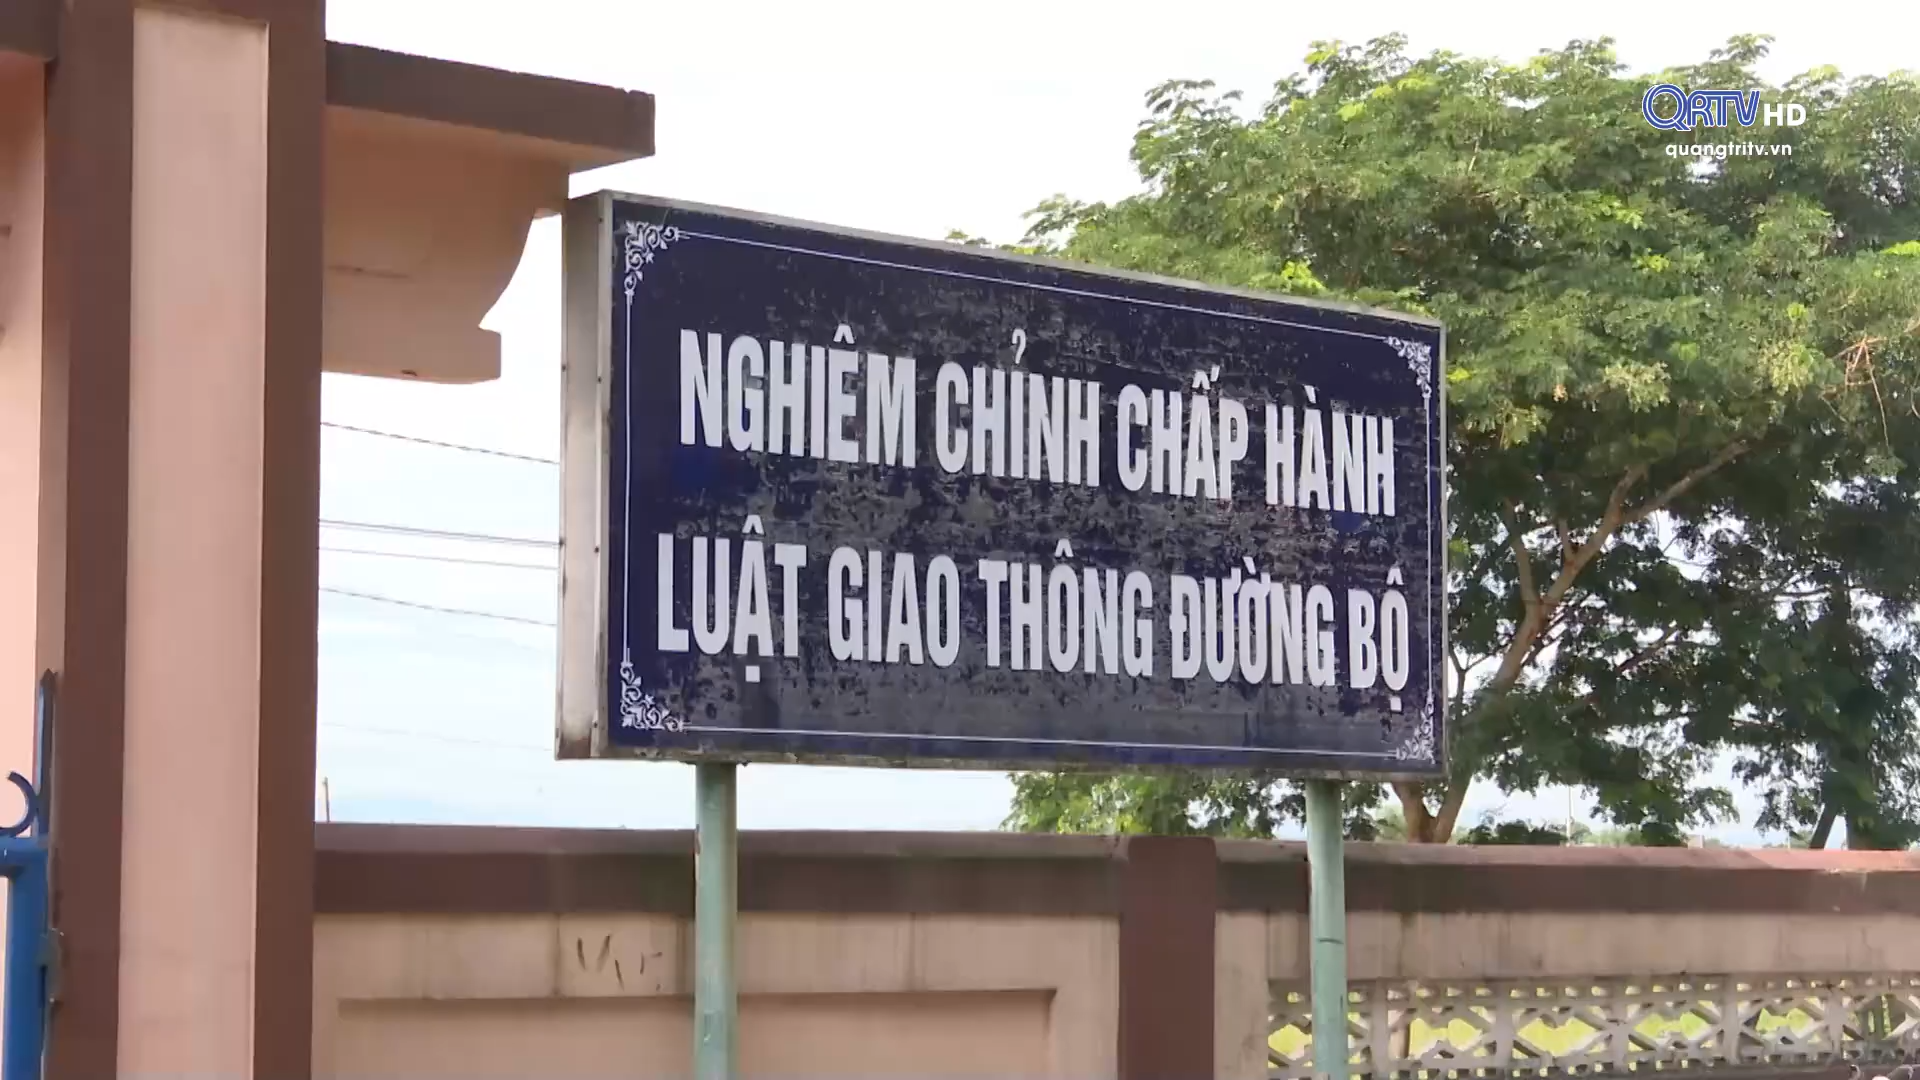 QRTV HD
quangtritv.vn
NGHIÊM CHỈNH CHẤP HÀNH
LUẬT GIAO THÔNG ĐƯỜNG BỘ